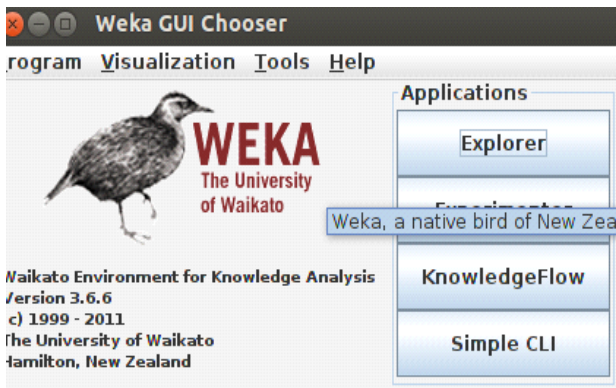 Weka GUI Chooser
rogram Visualization Tools Help
Applications
WEKA
The University
of Waikato
Explorer
Weka, a native bird of New Zea
KnowledgeFlow
Simple CLI
Waikato Environment for Knowledge Analysis
Version 3.6.6
c) 1999 - 2011
The University of Waikato
Hamilton, New Zealand